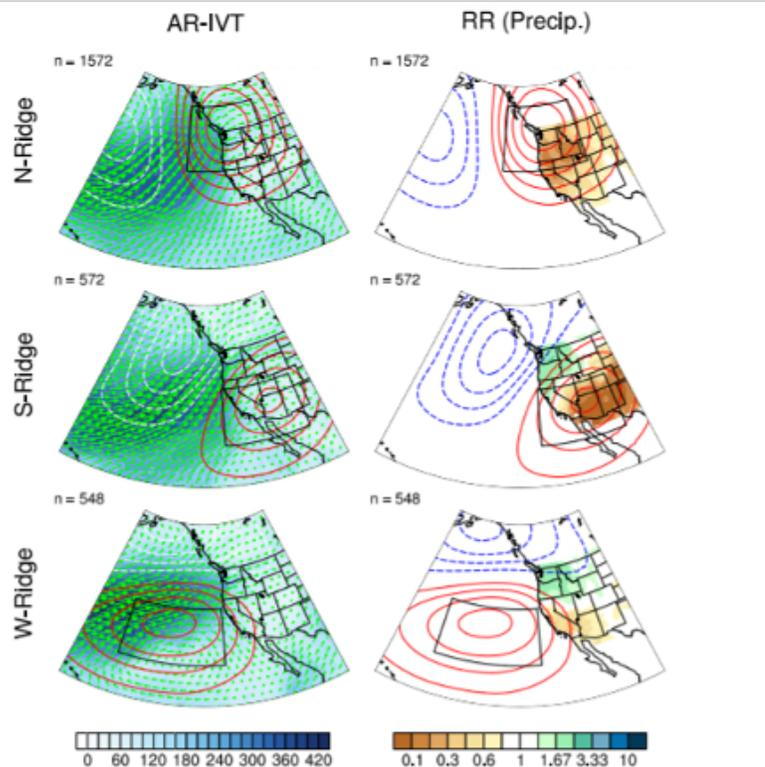 AR-IVT
RR (Precip.)
n = 1572
n = 1572
N-Ridge
n = 572
n = 572
S-Ridge
n = 548
n = 548
W-Ridge
0 60 120 180 240 300 360 420
0.1 0.3 0.6 1 1.67 3.33 10